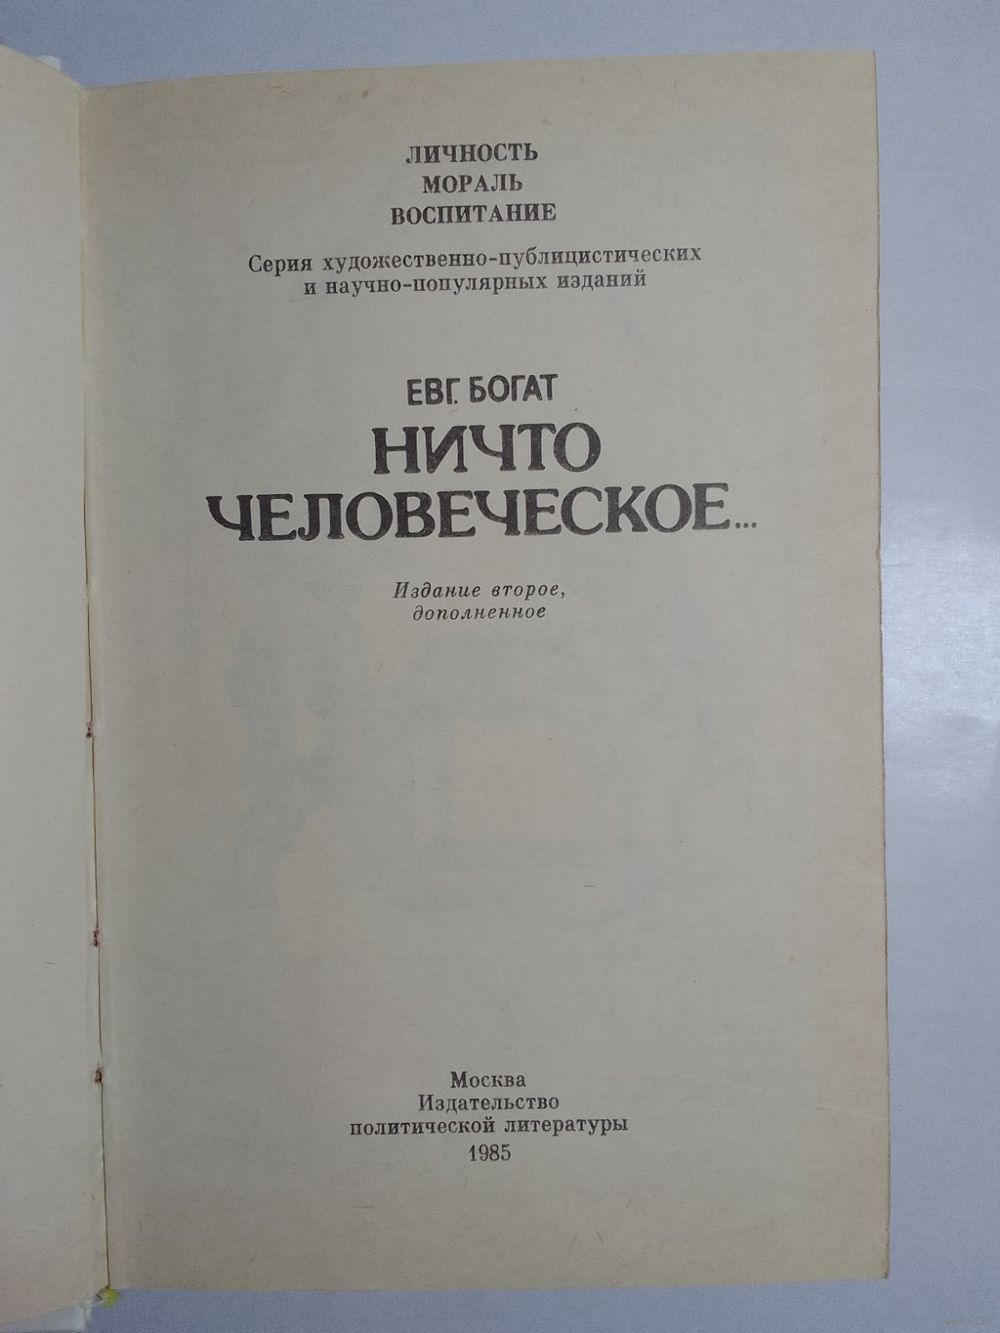 ЛИЧНОСТЬ
МОРАЛЬ
ВОСПИТАНИЕ
Серия художественно-публицистических
и научно-популярных изданий
ЕВГ. БОГАТ
НИЧТО
ЧЕЛОВЕЧЕСКОЕ...
Издание второе,
дополненное
Москва
Издательство
политической литературы
1985